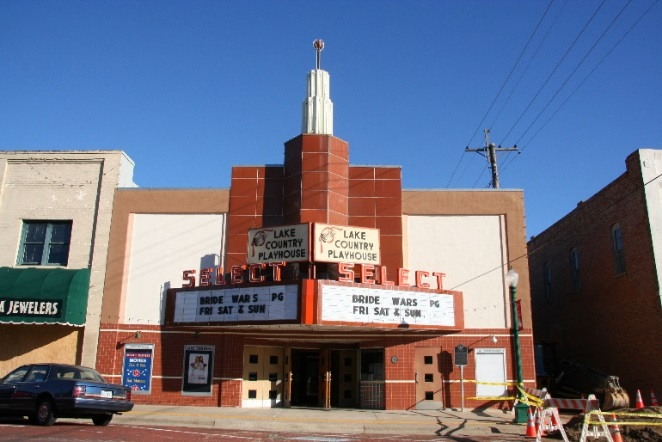 LAKE
COUNTRY
PLAYHOUSE
LAKE
COUNTRY
PLAYHOUSE
SELECT
SELECT
BRIDE WARS PG
FRI SAT & SUN
BRIDE WARS PG
FRI SAT & SUN
A JEWELERS